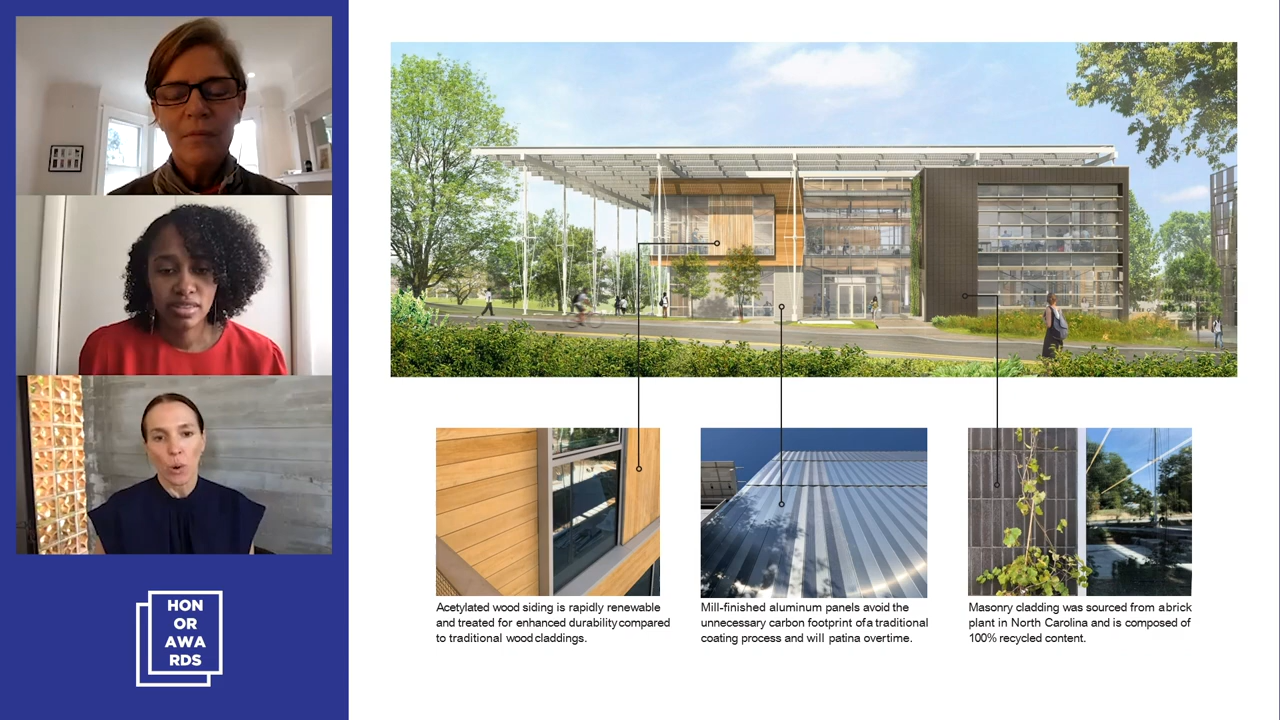 HON
OR
AWA
RDS
Acetylated wood siding is rapidly renewable
and treated for enhanced durability compared
to traditional wood claddings.
Mill-finished aluminum panels avoid the
unnecessary carbon footprint of a traditional
coating process and will patina overtime.
Masonry cladding was sourced from a brick
plant in North Carolina and is composed of
100% recycled content.